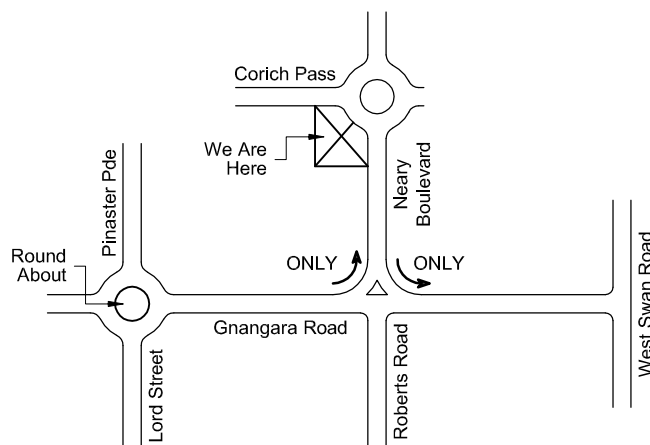 Corich Pass
We Are
Here
Pinaster Pde
Neary
Boulevard
Round
About
ONLY
ONLY
Gnangara Road
West Swan Road
Lord Street
Roberts Road